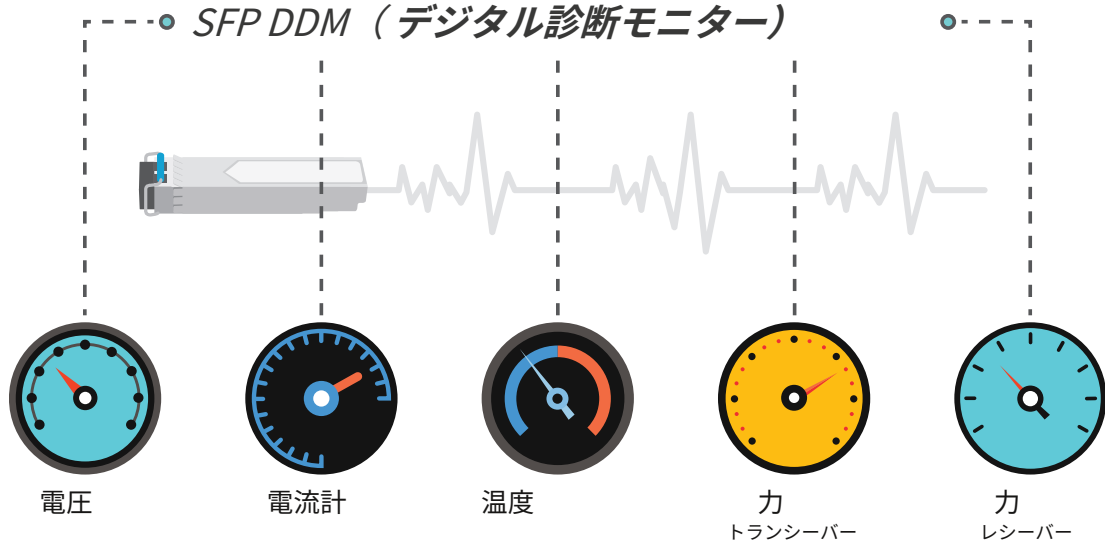 SFP DDM（デジタル診断モニター）
電圧
電流計
温度
力
トランシーバー
力
レシーバー